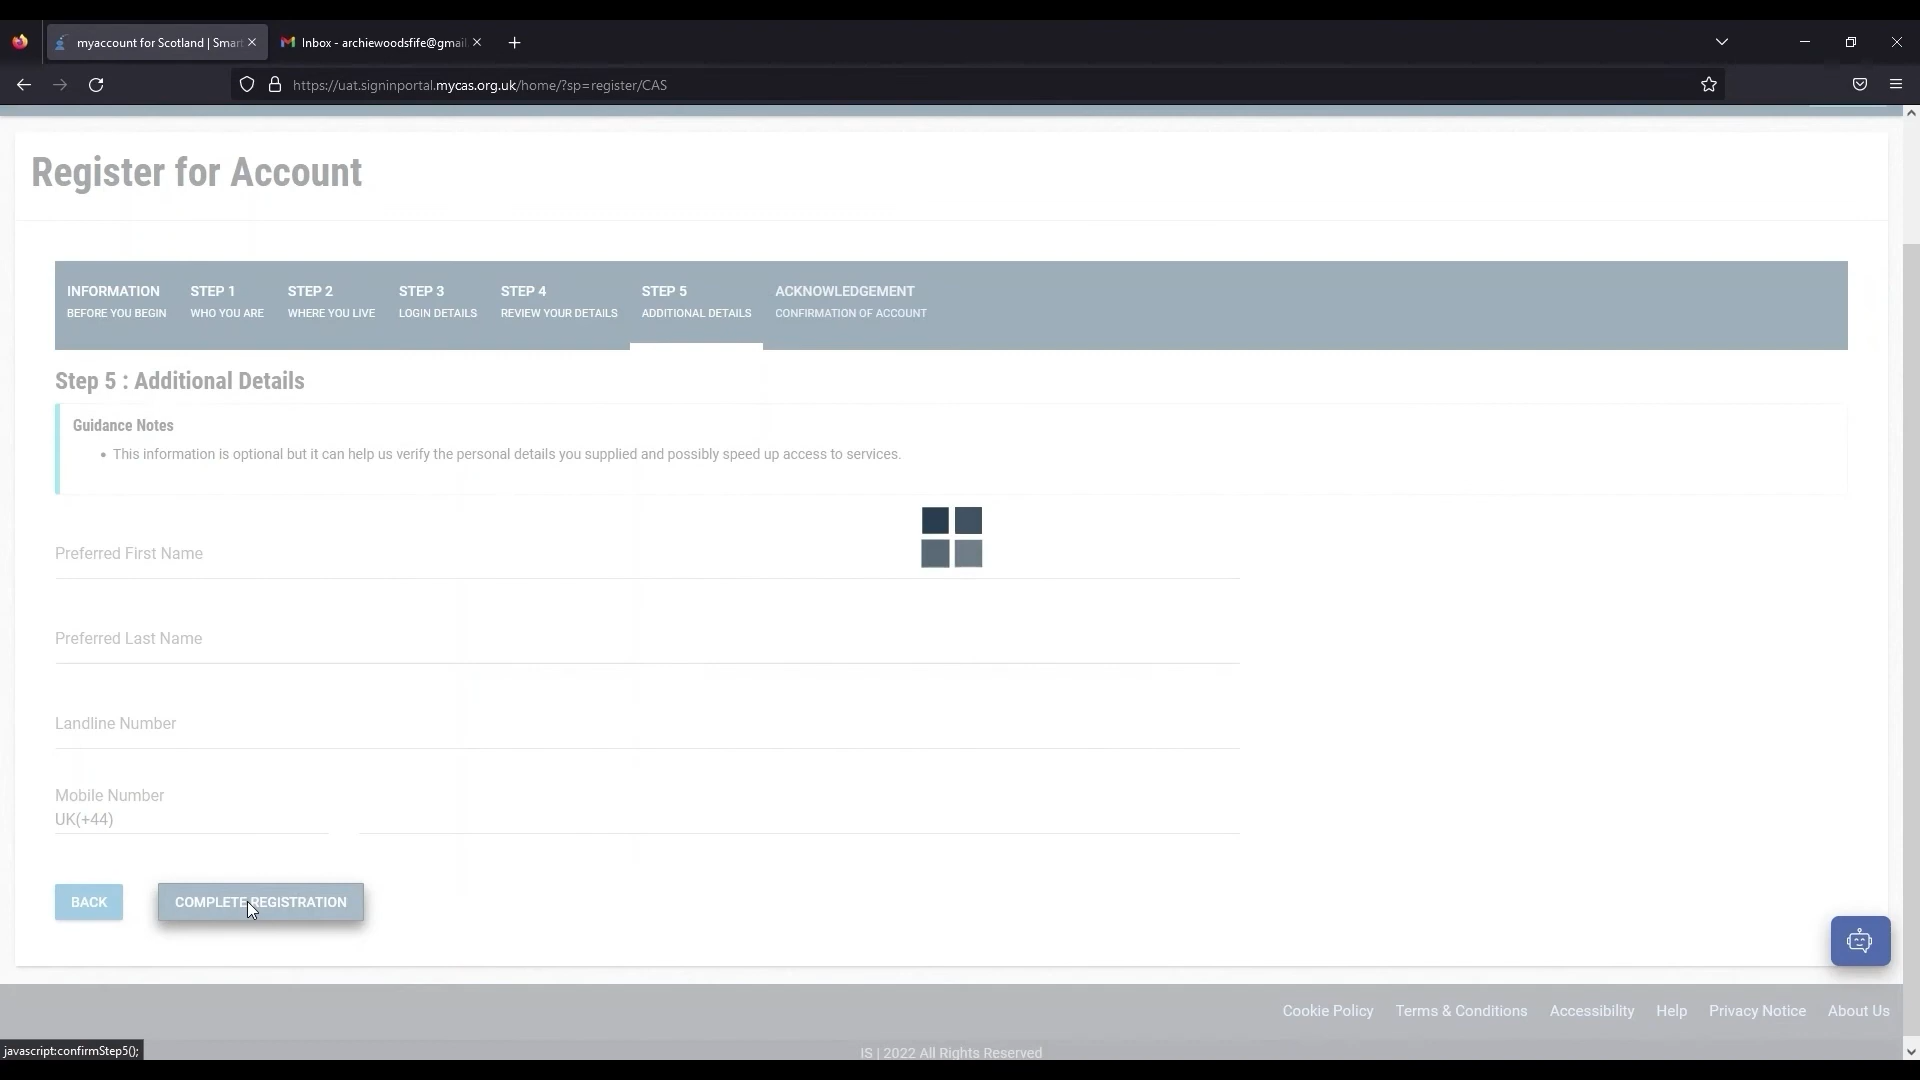 myaccount for Scotland | Smart
Inbox - archiewoodsfife@gmail
https://uat.signinportal.mycas.org.uk/home/?sp=register/CAS
Register for Account
INFORMATION
BEFORE YOU BEGIN
STEP 1
WHO YOU ARE
STEP 2
WHERE YOU LIVE
STEP 3
LOGIN DETAILS
STEP 4
REVIEW YOUR DETAILS
STEP 5
ADDITIONAL DETAILS
ACKNOWLEDGEMENT
CONFIRMATION OF ACCOUNT
Step 5 : Additional Details
Guidance Notes
• This information is optional but it can help us verify the personal details you supplied and possibly speed up access to services.
Preferred First Name
Preferred Last Name
Landline Number
Mobile Number
UK(+44)
BACK
COMPLETE REGISTRATION
Cookie Policy
Terms & Conditions
Accessibility
Help
Privacy Notice
About Us
javascript:confirmStep5();
IS | 2022 All Rights Reserved